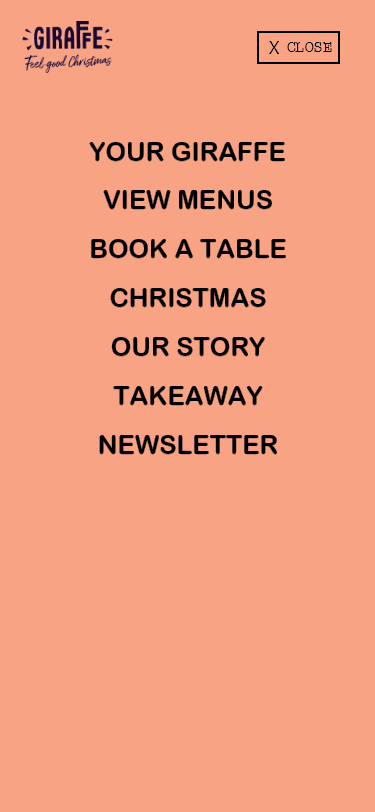 GIRAFFE
Feel-good Christmas
X CLOSE
YOUR GIRAFFE
VIEW MENUS
BOOK A TABLE
CHRISTMAS
OUR STORY
TAKEAWAY
NEWSLETTER